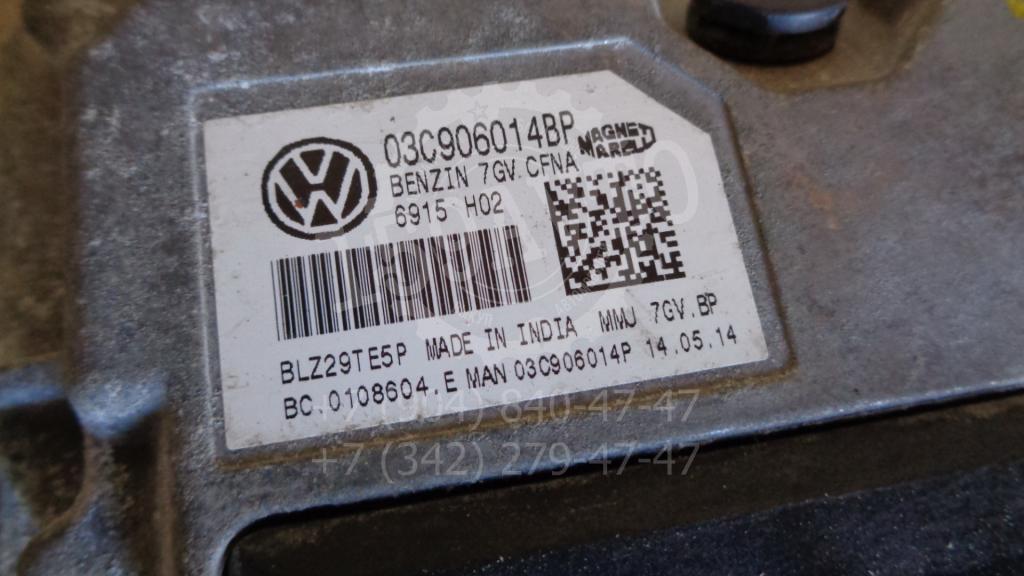 03C906014BP
MAGNETI
MARELLI
BENZIN 7GV.CFNA
6915 H02
BLZ29TE5P MADE IN INDIA MMJ 7GV.BP
BC.0108604.E MAN 03C906014P 14.05.14
+7 (904) 840-47-47
+7 (342) 279-47-47